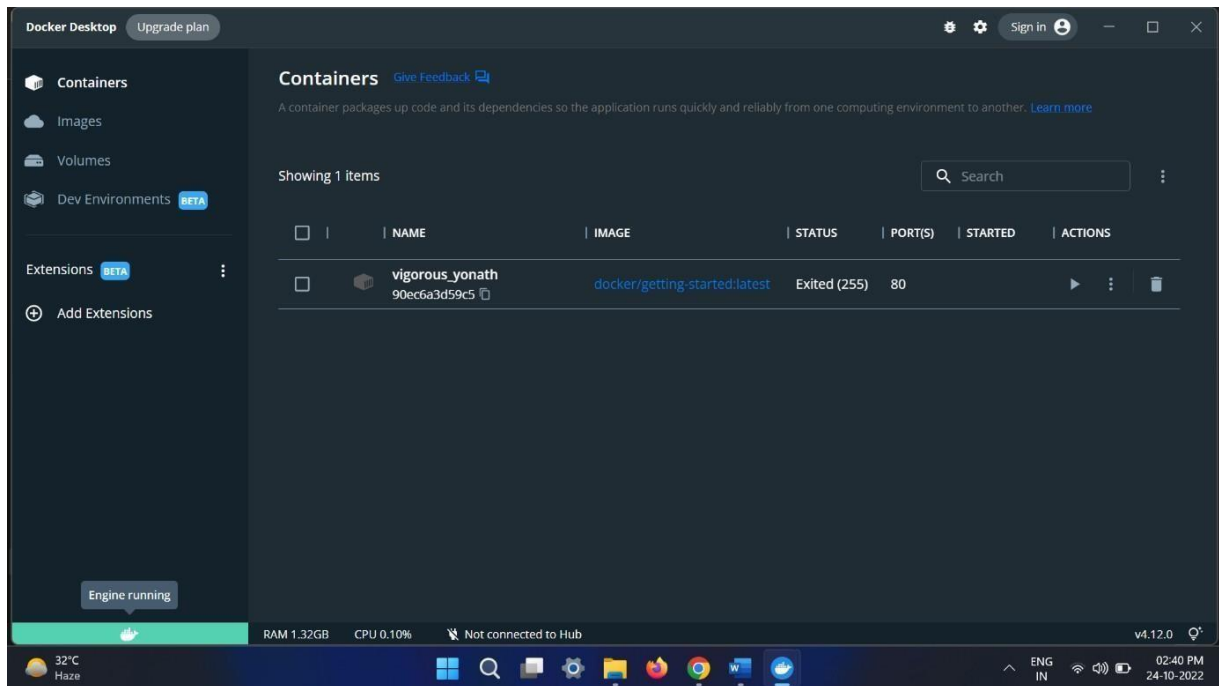 Docker Desktop Upgrade plan Sign in
Containers
Images
Volumes
Dev Environments BETA
Extensions BETA
Add Extensions
Containers Give Feedback
A container packages up code and its dependencies so the application runs quickly and reliably from one computing environment to another. Learn more
Showing 1 items Search
NAME IMAGE STATUS PORT(S) STARTED ACTIONS
vigorous_yonath docker/getting-started:latest Exited (255) 80
90ec6a3d59c5
Engine running
RAM 1.32GB CPU 0.10% Not connected to Hub v4.12.0
32°C
Haze
W
ENG
IN
02:40 PM
24-10-2022